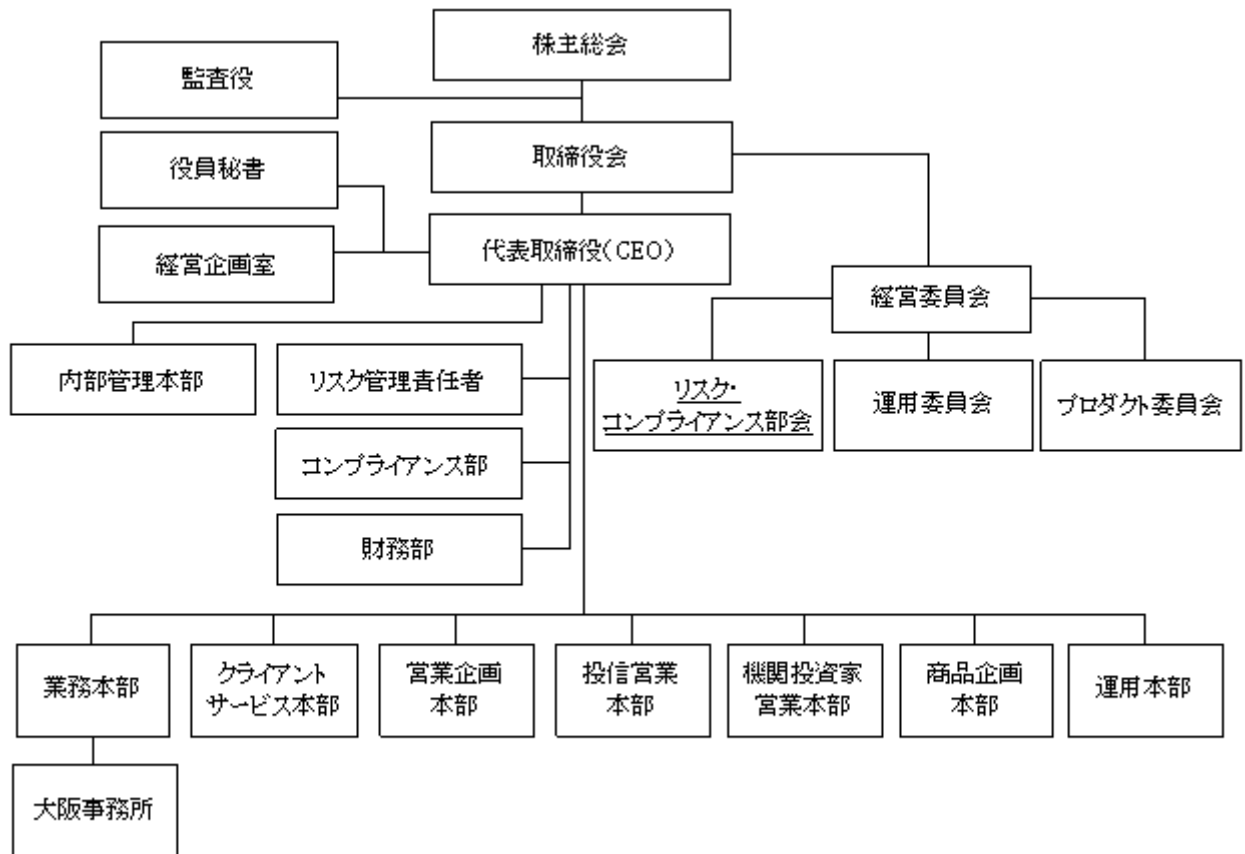 株主総会
監査役
取締役会
役員秘書
代表取締役(CEO)
経営企画室
経営委員会
内部管理本部
リスク管理責任者
リスク・
コンプライアンス部会
運用委員会
プロダクト委員会
コンプライアンス部
財務部
業務本部
クライアント
サービス本部
営業企画
本部
投信営業
本部
機関投資家
営業本部
商品企画
本部
運用本部
大阪事務所